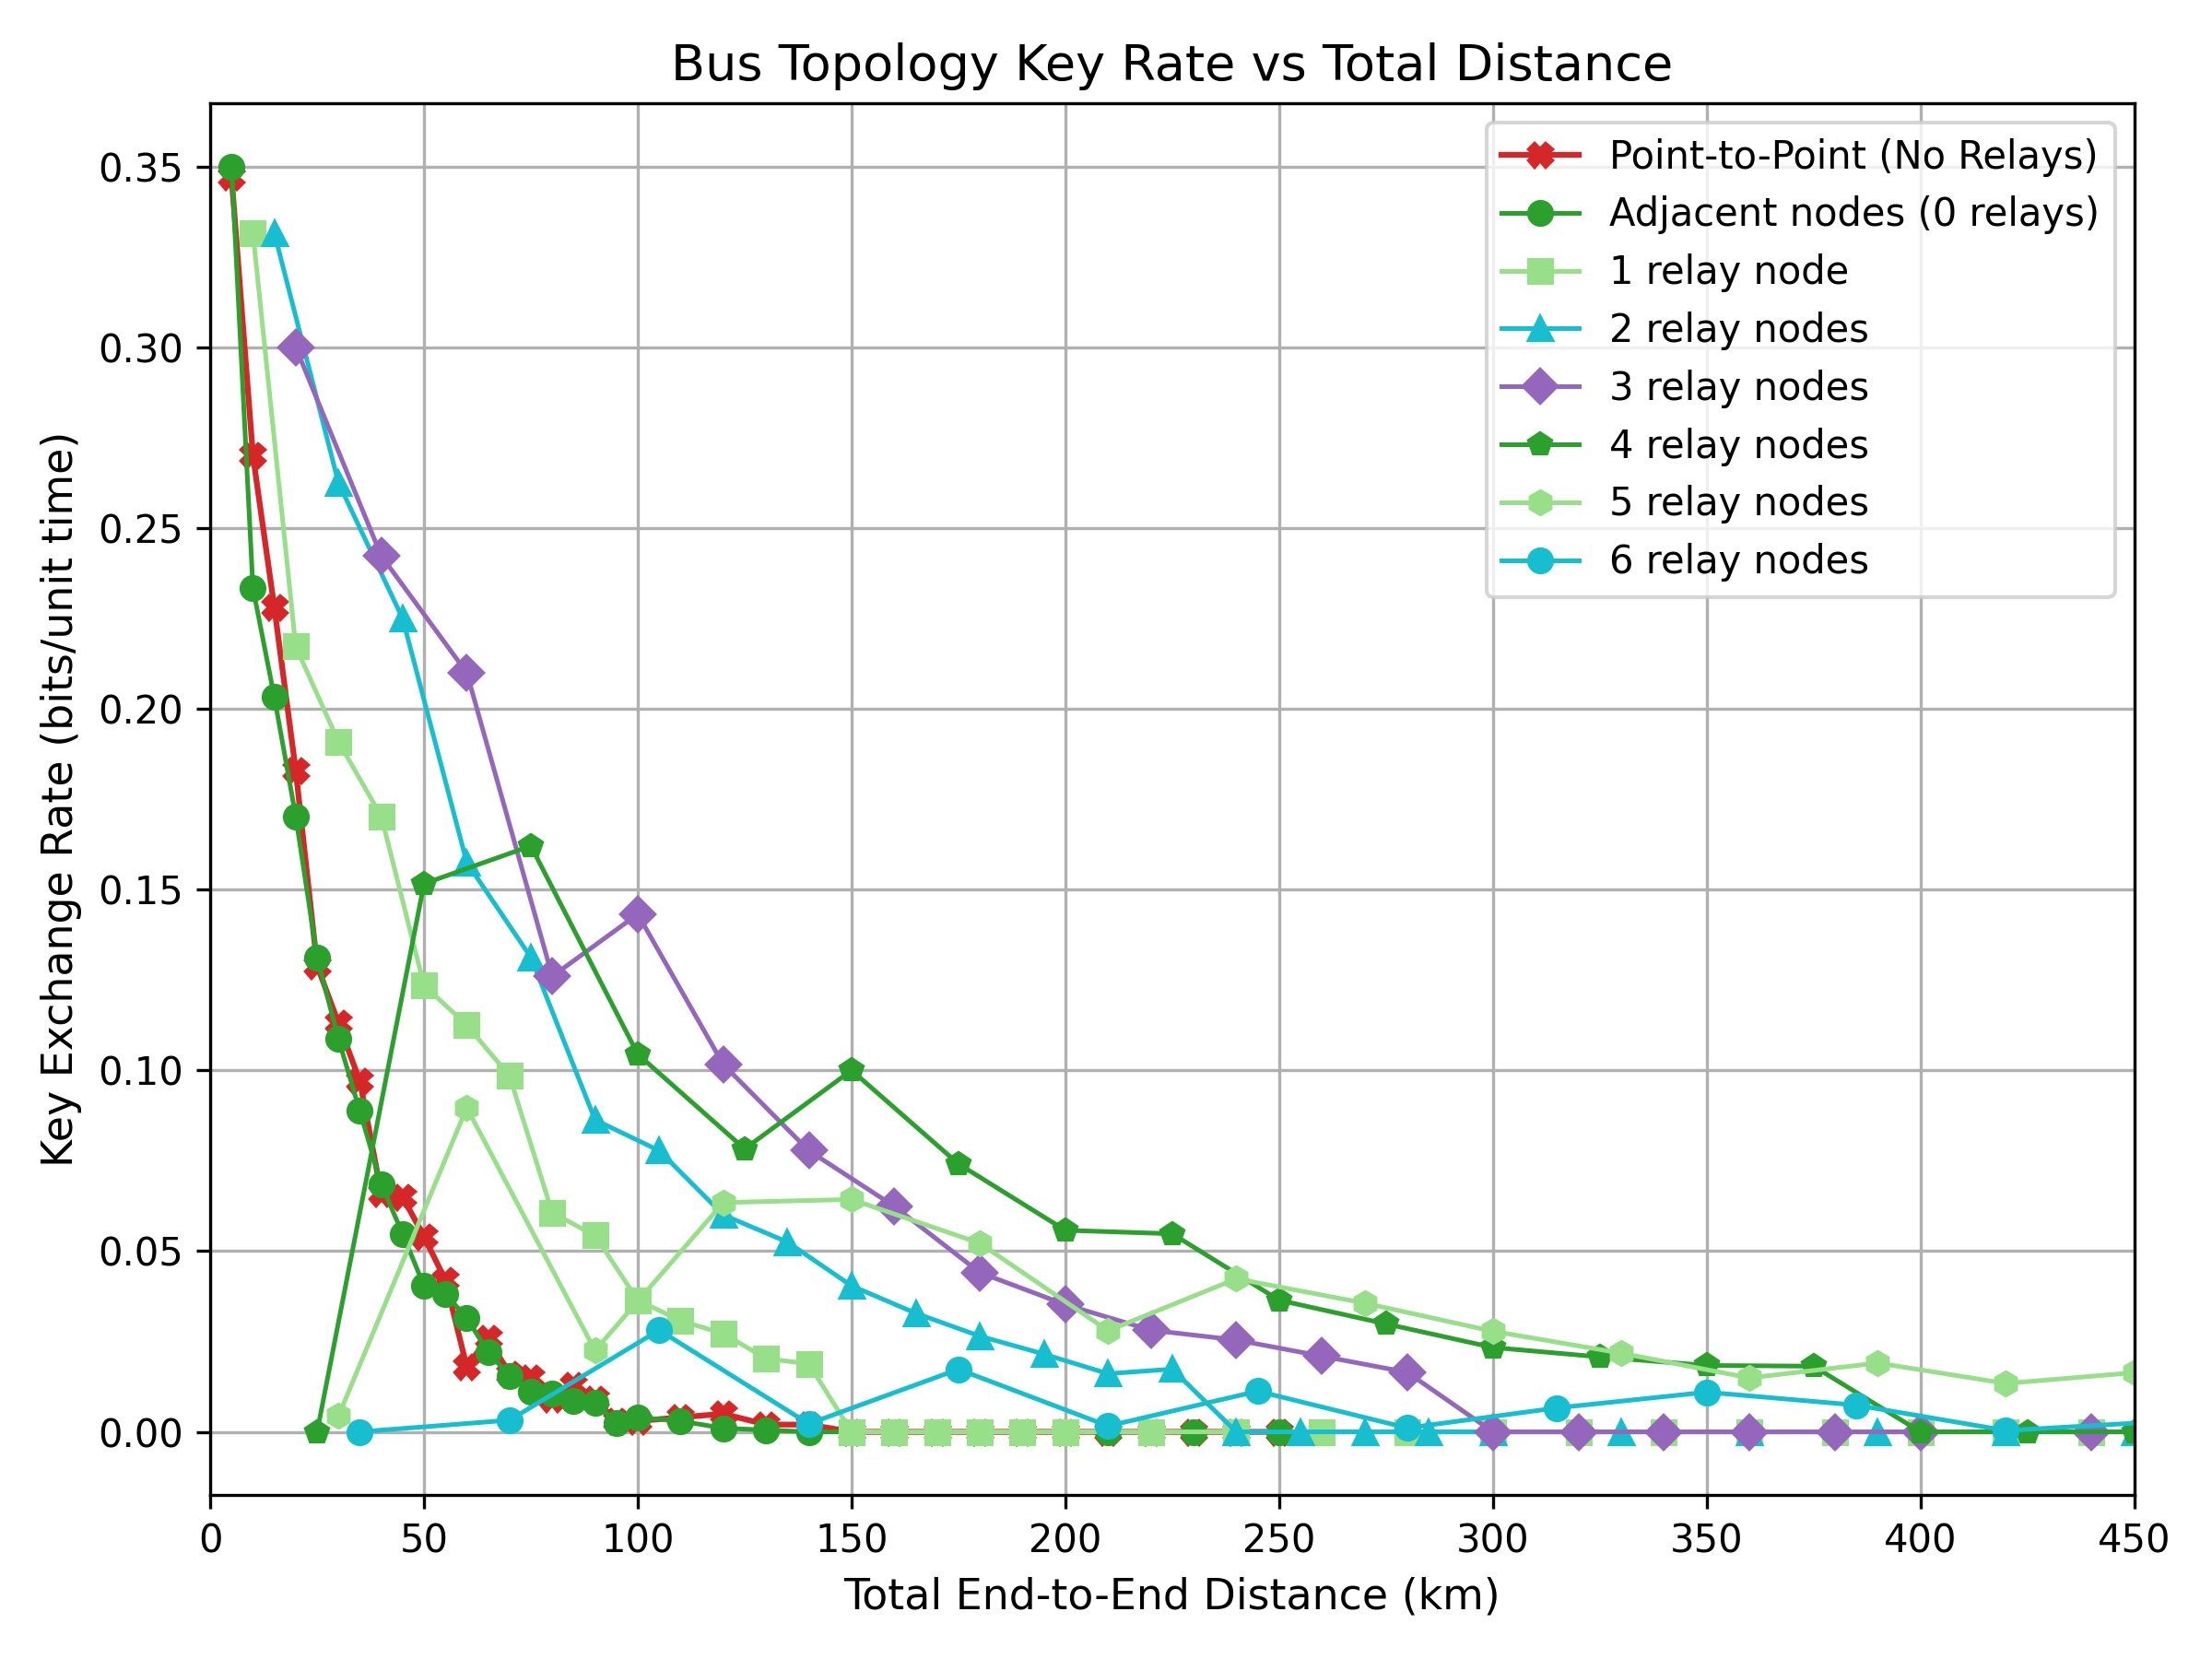 Bus Topology Key Rate vs Total Distance
Key Exchange Rate (bits/unit time)
0.35
0.30
0.25
0.20
0.15
0.10
0.05
0.00
Point-to-Point (No Relays)
Adjacent nodes (0 relays)
1 relay node
2 relay nodes
3 relay nodes
4 relay nodes
5 relay nodes
6 relay nodes
0 50 100 150 200 250 300 350 400 450
Total End-to-End Distance (km)